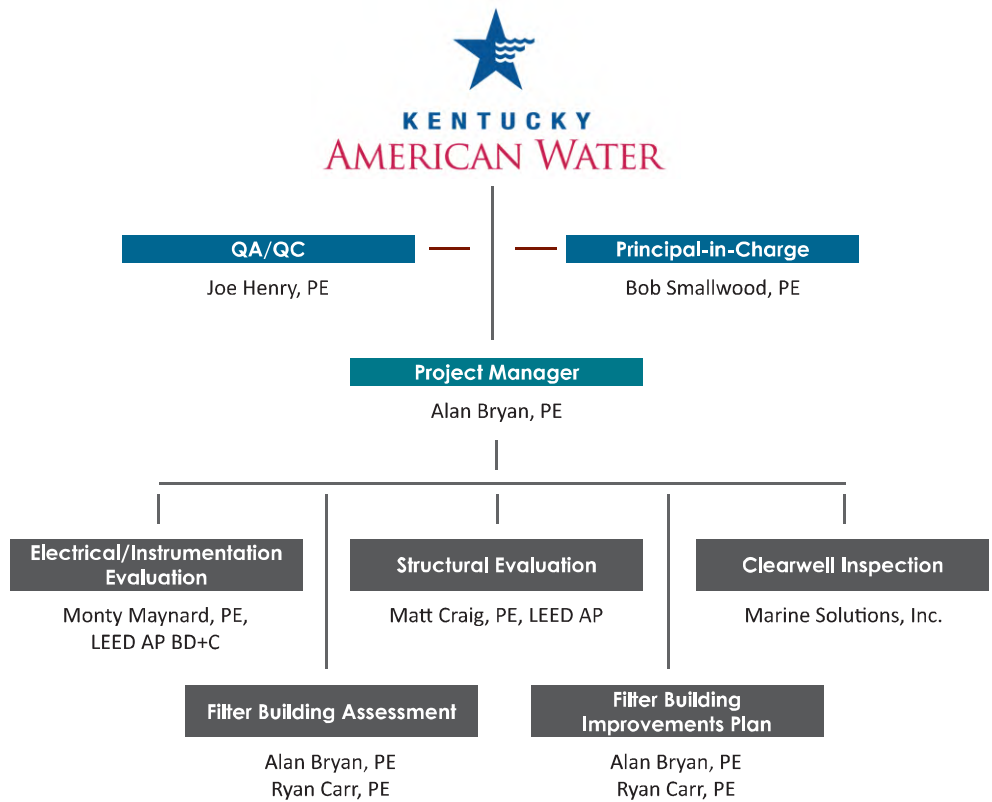 KENTUCKY
AMERICAN WATER
QA/QC
Joe Henry, PE
Principal-in-Charge
Bob Smallwood, PE
Project Manager
Alan Bryan, PE
Electrical/Instrumentation
Evaluation
Monty Maynard, PE,
LEED AP BD+C
Structural Evaluation
Matt Craig, PE, LEED AP
Clearwell Inspection
Marine Solutions, Inc.
Filter Building Assessment
Alan Bryan, PE
Ryan Carr, PE
Filter Building
Improvements Plan
Alan Bryan, PE
Ryan Carr, PE